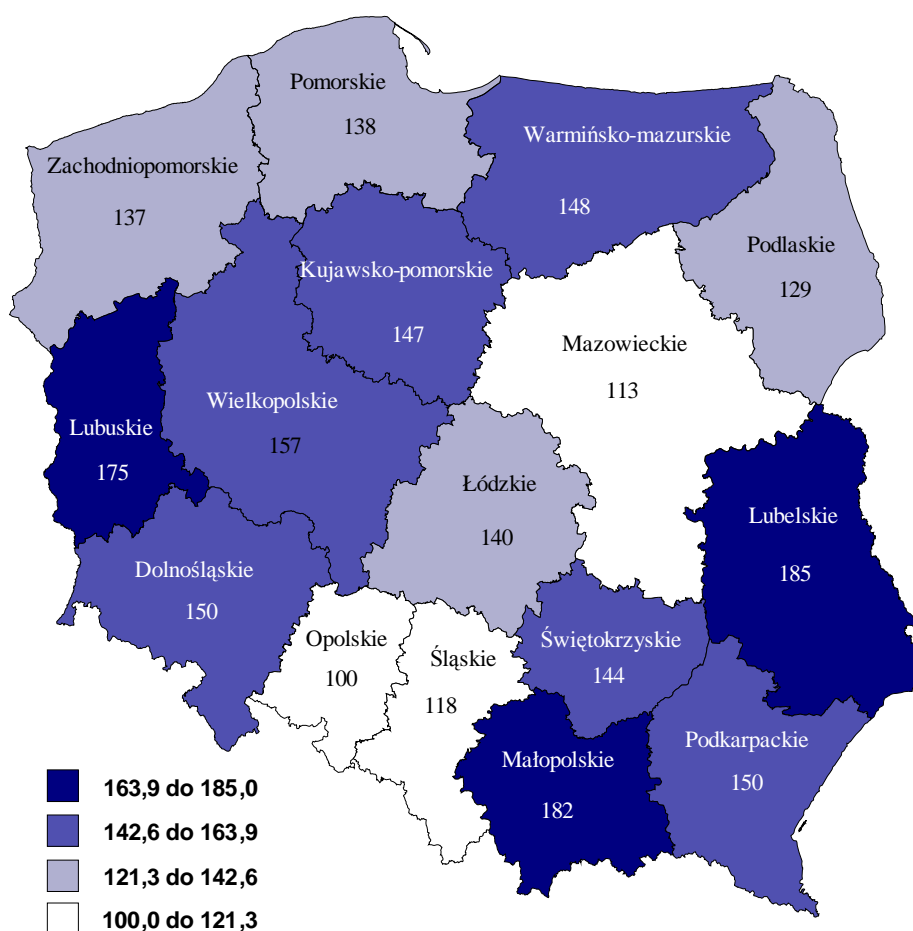 Pomorskie
138
Warmińsko-mazurskie
148
Zachodniopomorskie
137
Podlaskie
129
Kujawsko-pomorskie
147
Mazowieckie
113
Wielkopolskie
157
Lubuskie
175
Łódzkie
140
Lubelskie
185
Dolnośląskie
150
Opolskie
100
Śląskie
118
Świętokrzyskie
144
Małopolskie
182
Podkarpackie
150
163,9 do 185,0
142,6 do 163,9
121,3 do 142,6
100,0 do 121,3